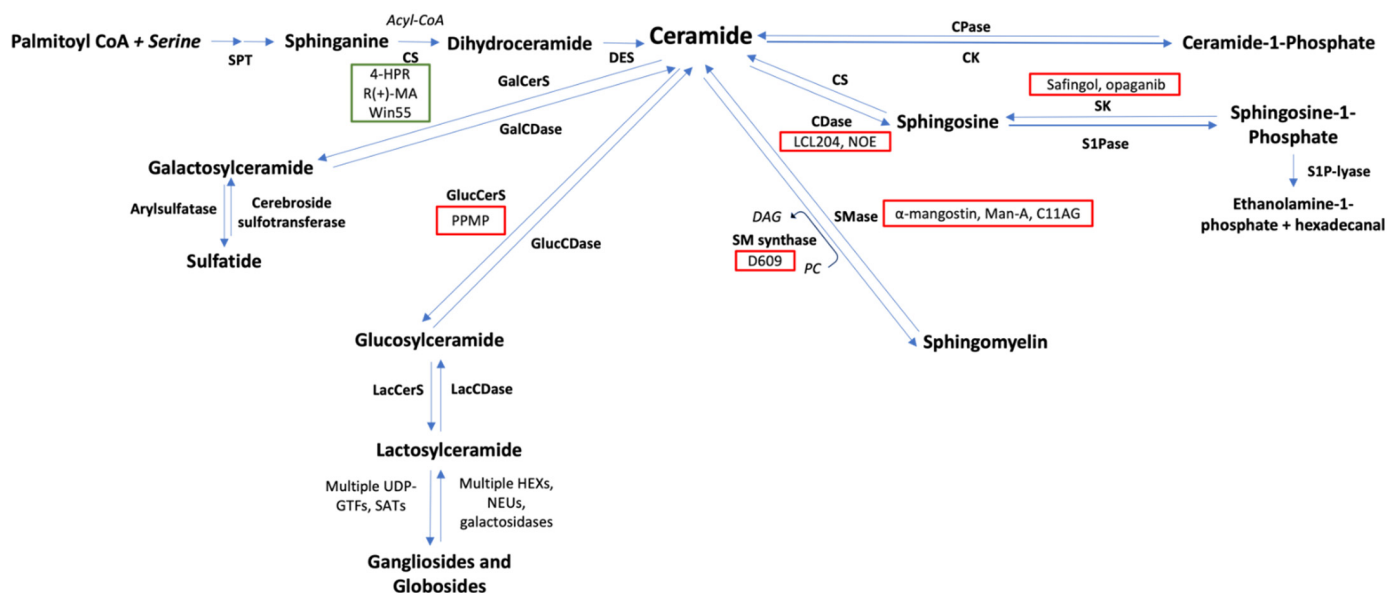 Palmitoyl CoA + Serine
SPT
Sphinganine
Acyl-CoA
CS
4-HPR
R(+)-MA
Win55
Dihydroceramide
DES
Ceramide
CPase
CK
Ceramide-1-Phosphate
GalCerS
GalCDase
CS
CDase
LCL204, NOE
Sphingosine
Safingol, opaganib
SK
S1Pase
Sphingosine-1-
Phosphate
S1P-lyase
Ethanolamine-1-
phosphate + hexadecanal
Galactosylceramide
Arylsulfatase
Cerebroside
sulfotransferase
Sulfatide
GlucCerS
PPMP
GlucCDase
DAG
SM synthase
D609
PC
SMase
α-mangostin, Man-A, C11AG
Sphingomyelin
Glucosylceramide
LacCerS
LacCDase
Lactosylceramide
Multiple UDP-
GTFs, SATs
Multiple HEXs,
NEUs,
galactosidases
Gangliosides and
Globosides